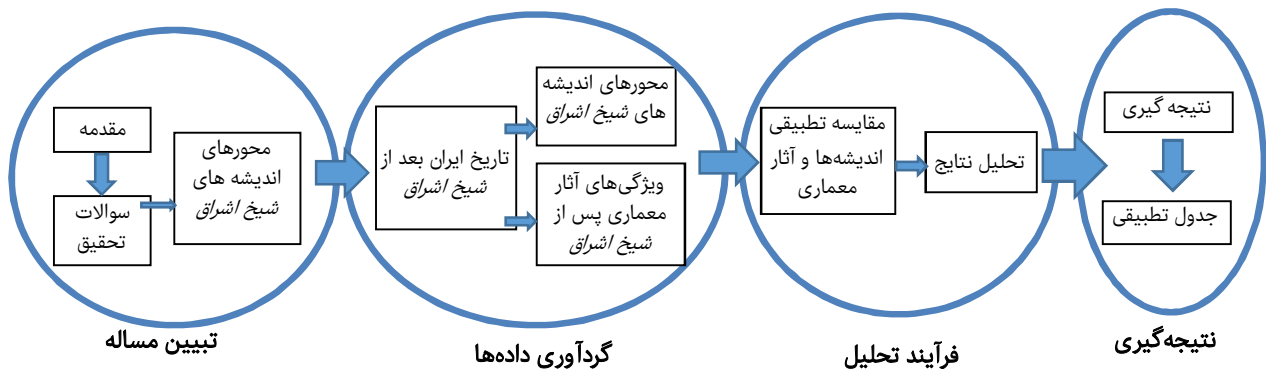 مقدمه
سوالات
تحقیق
محورهای
اندیشه های
شیخ اشراق
تبیین مساله
تاریخ ایران بعد از
شیخ اشراق
محورهای اندیشه
های شیخ اشراق
ویژگی‌های آثار
معماری پس از
شیخ اشراق
گردآوری داده‌ها
مقایسه تطبیقی
اندیشه‌ها و آثار
معماری
تحلیل نتایج
فرآیند تحلیل
نتیجه گیری
جدول تطبیقی
نتیجه‌گیری